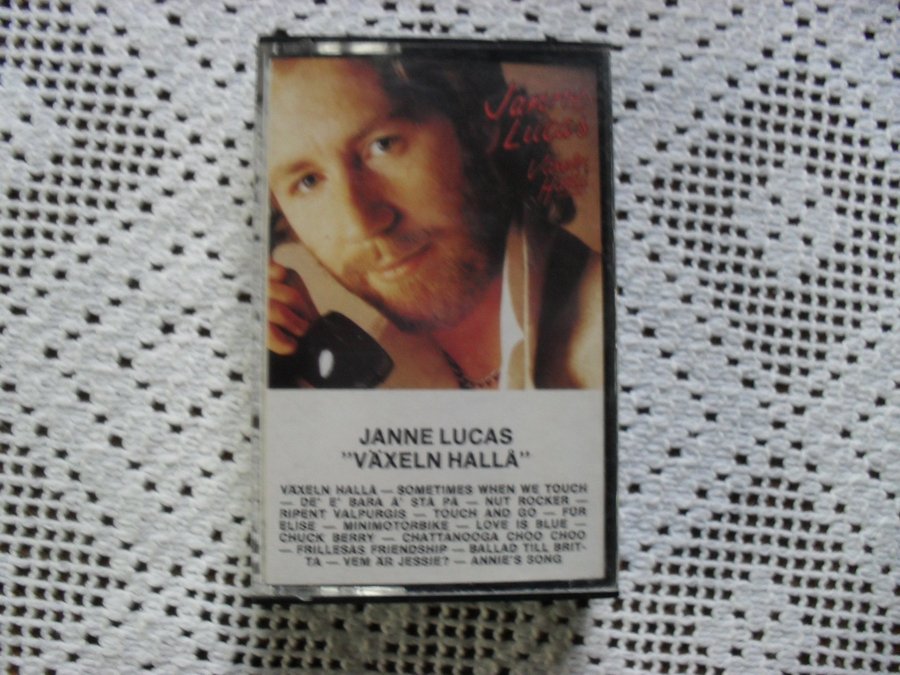 Janne
Lucas
Växeln
Hallå
JANNE LUCAS
"VÄXELN HALLÅ"
VÄXELN HALLÅ — SOMETIMES WHEN WE TOUCH
— DE' E' BARA Å' STÅ PÅ — NUT ROCKER —
RIPENT VALPURGIS — TOUCH AND GO — FÜR
ELISE — MINIMOTORBIKE — LOVE IS BLUE —
CHUCK BERRY — CHATTANOOGA CHOO CHOO
— FRILLESÅS FRIENDSHIP — BALLAD TILL BRIT-
TA — VEM ÄR JESSIE? — ANNIE'S SONG